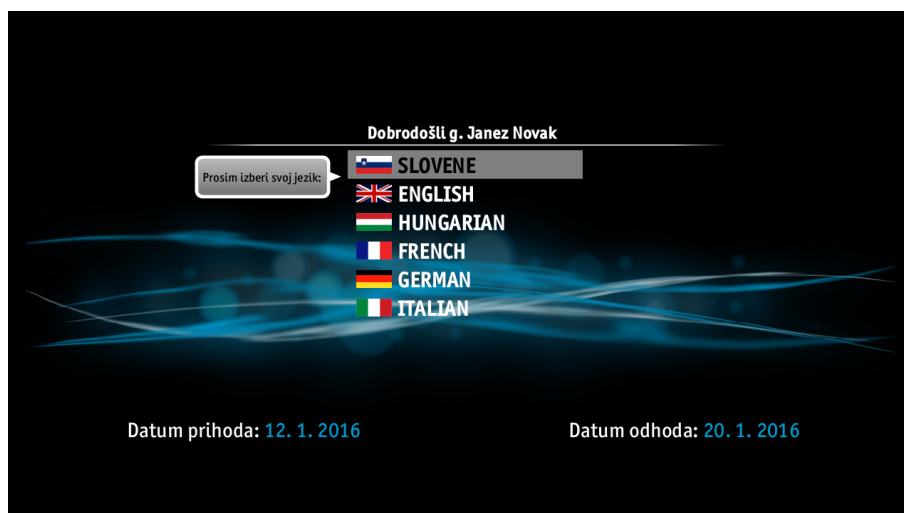 Dobrodošli g. Janez Novak
Prosim izberi svoj jezik:
SLOVENE
ENGLISH
HUNGARIAN
FRENCH
GERMAN
ITALIAN
Datum prihoda: 12. 1. 2016
Datum odhoda: 20. 1. 2016